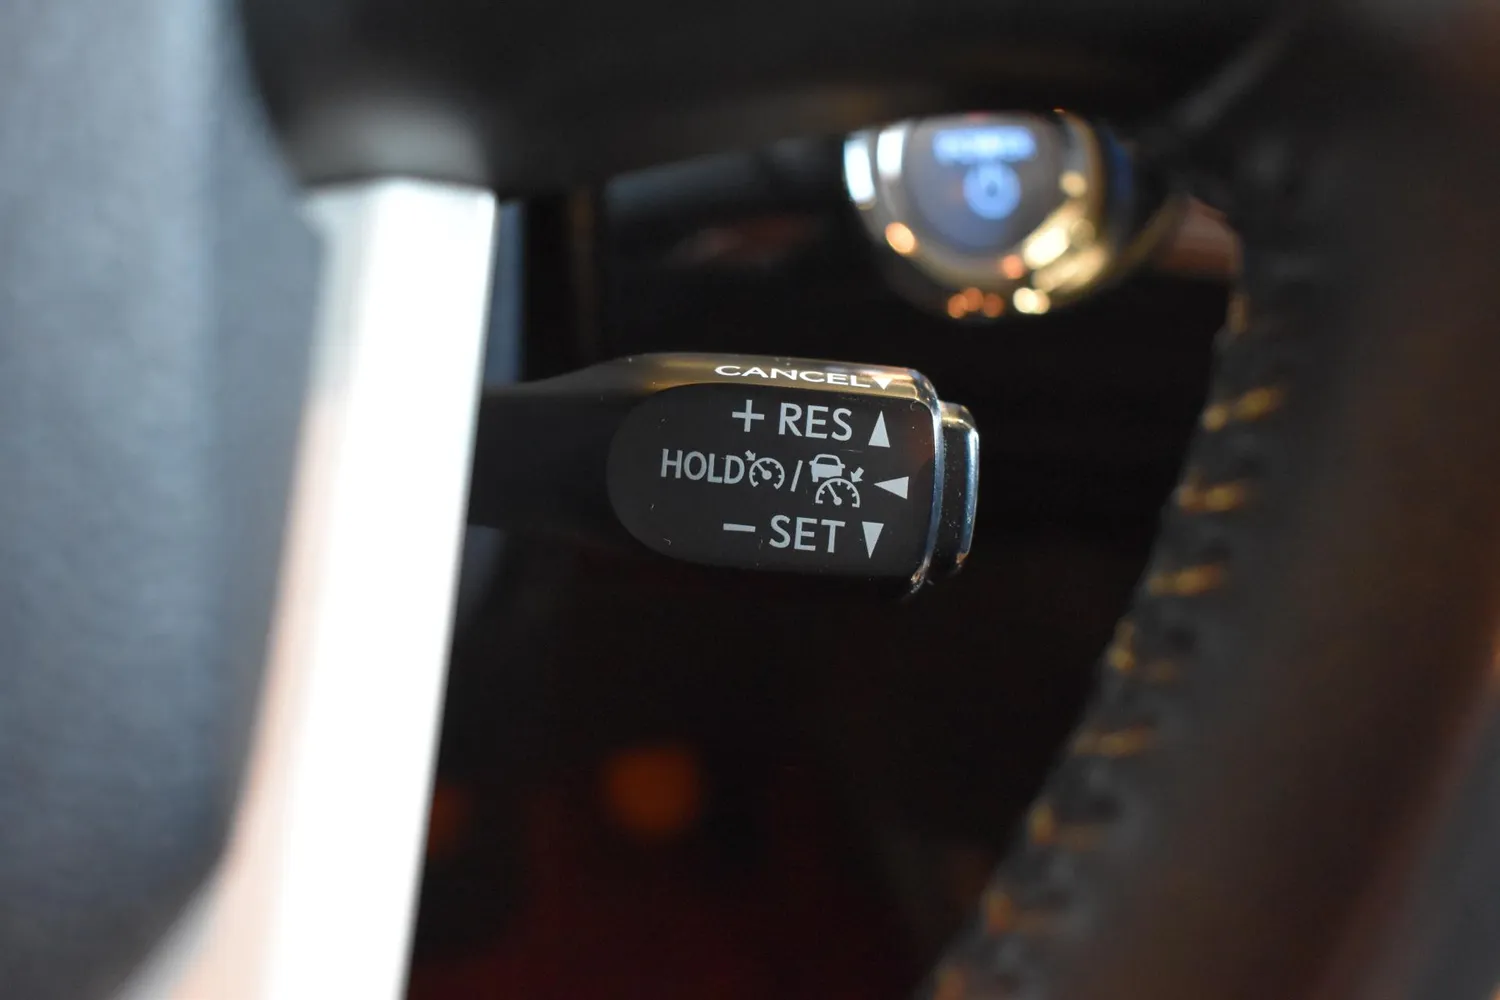 CANCEL▼
+ RES ▲
HOLD / ◀
− SET ▼